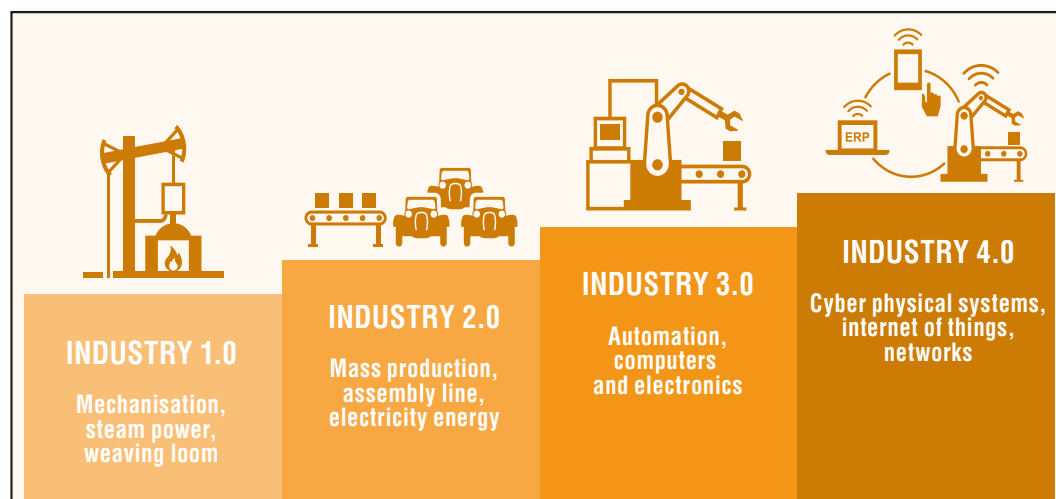 INDUSTRY 1.0
Mechanisation,
steam power,
weaving loom
INDUSTRY 2.0
Mass production,
assembly line,
electricity energy
INDUSTRY 3.0
Automation,
computers
and electronics
ERP
INDUSTRY 4.0
Cyber physical systems,
internet of things,
networks